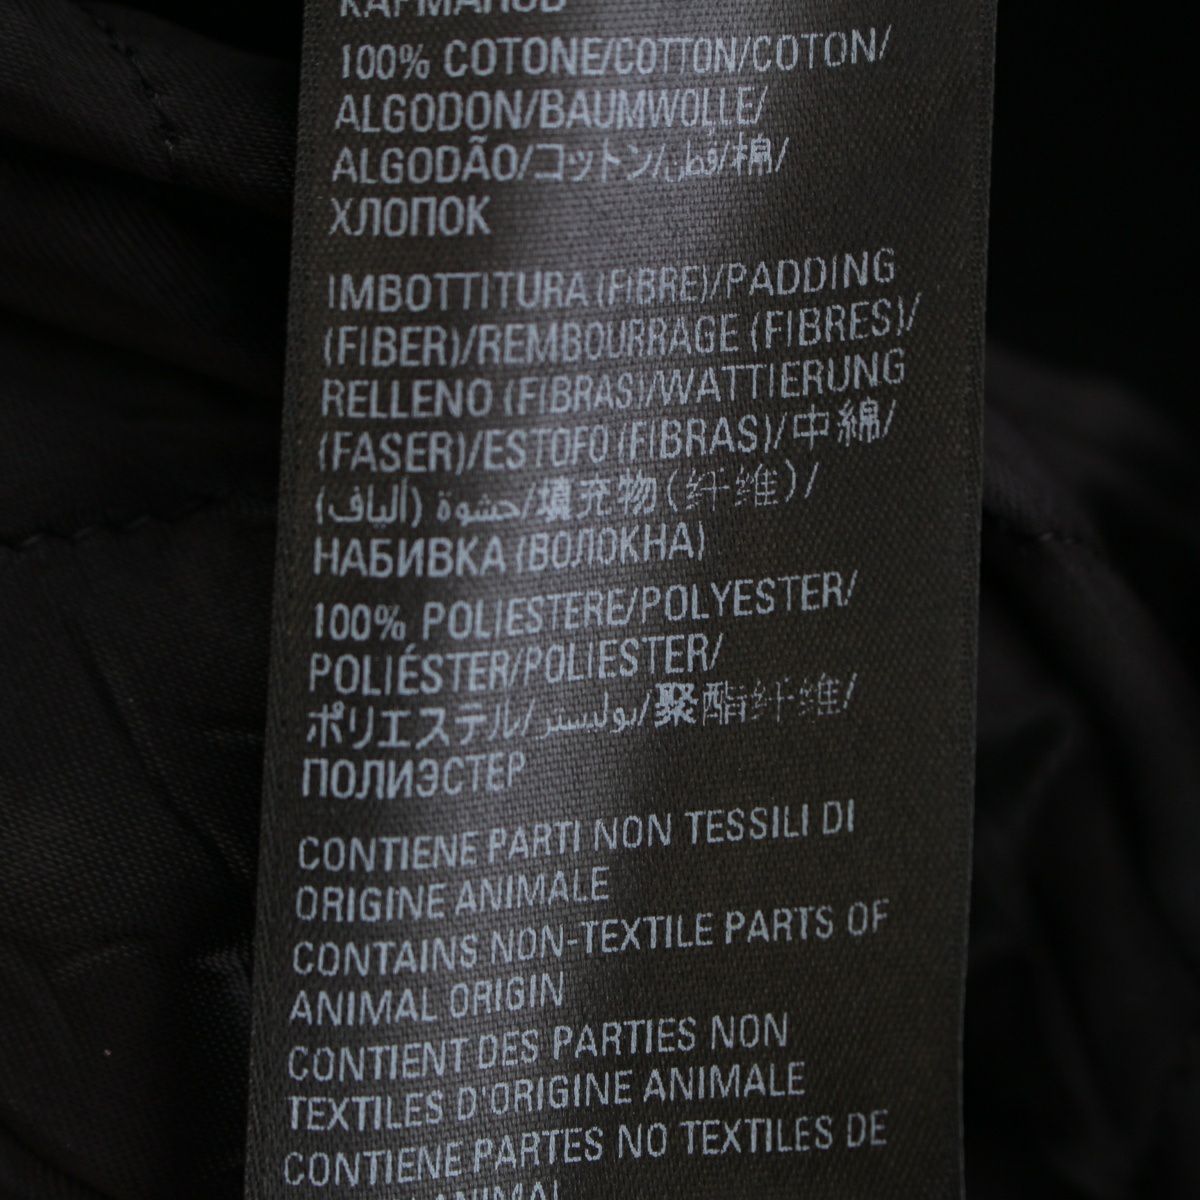 КАРМАНОВ
100% COTONE/COTTON/COTON/
ALGODON/BAUMWOLLE/
ALGODÃO/コットン/قطن/棉/
ХЛОПОК
IMBOTTITURA (FIBRE)/PADDING
(FIBER)/REMBOURRAGE (FIBRES)/
RELLENO (FIBRAS)/WATTIERUNG
(FASER)/ESTOFO (FIBRAS)/中綿/
حشوة (ألياف)/填充物(纤维)/
НАБИВКА (ВОЛОКНА)
100% POLIESTERE/POLYESTER/
POLIÉSTER/POLIESTER/
ポリエステル/بوليستر/聚酯纤维/
ПОЛИЭСТЕР
CONTIENE PARTI NON TESSILI DI
ORIGINE ANIMALE
CONTAINS NON-TEXTILE PARTS OF
ANIMAL ORIGIN
CONTIENT DES PARTIES NON
TEXTILES D'ORIGINE ANIMALE
CONTIENE PARTES NO TEXTILES DE
ANIMAL